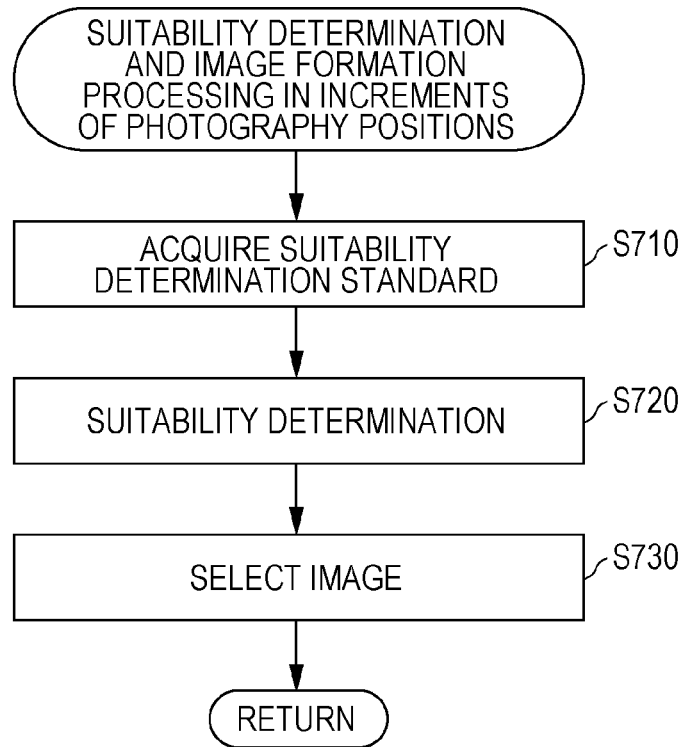 SUITABILITY DETERMINATION
AND IMAGE FORMATION
PROCESSING IN INCREMENTS
OF PHOTOGRAPHY POSITIONS
ACQUIRE SUITABILITY
DETERMINATION STANDARD
S710
SUITABILITY DETERMINATION
S720
SELECT IMAGE
S730
RETURN